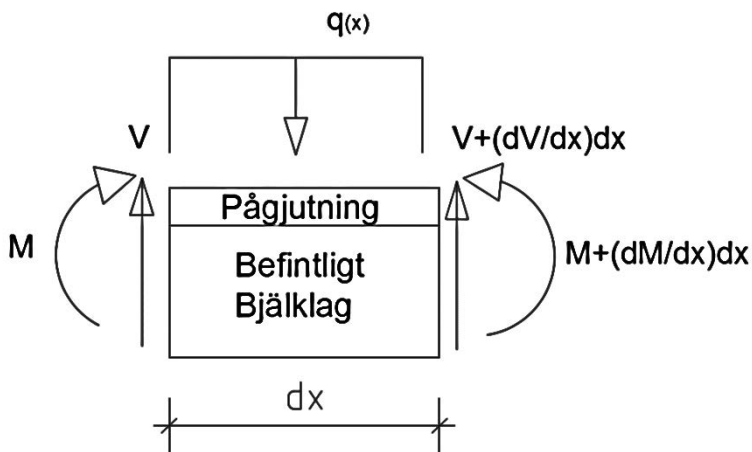 q(x)
V
V+(dV/dx)dx
Pågjutning
M
Befintligt
Bjälklag
M+(dM/dx)dx
dx